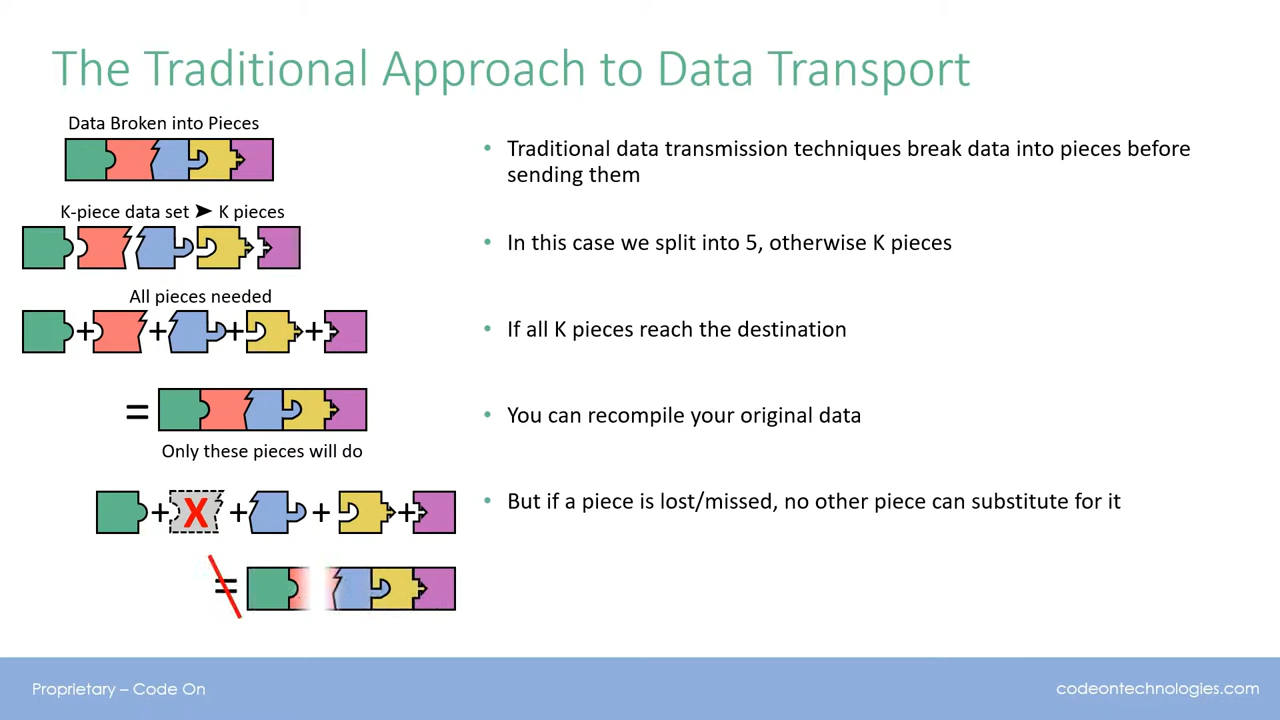 The Traditional Approach to Data Transport
Data Broken into Pieces
K-piece data set ➤ K pieces
All pieces needed
+ + + +
=
Only these pieces will do
+ X + + +
=
• Traditional data transmission techniques break data into pieces before
sending them
• In this case we split into 5, otherwise K pieces
• If all K pieces reach the destination
• You can recompile your original data
• But if a piece is lost/missed, no other piece can substitute for it
Proprietary – Code On
codeontechnologies.com